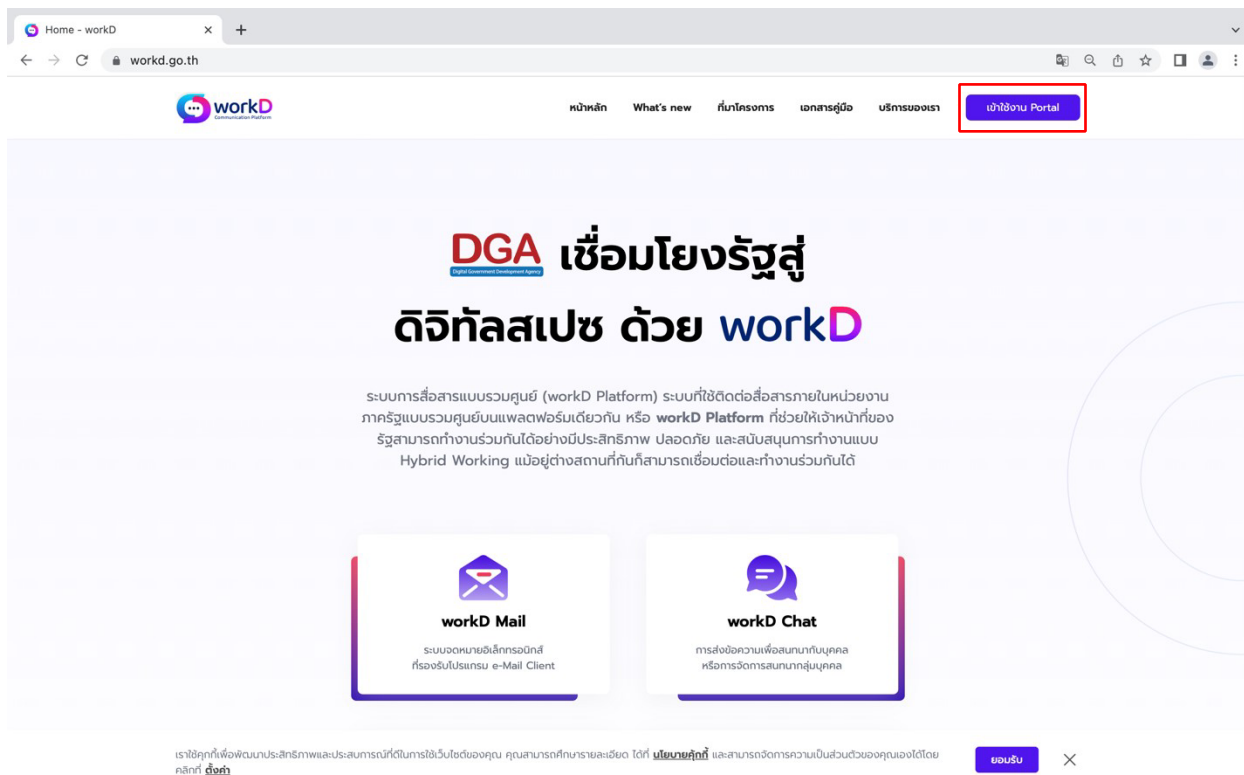 Home - workD
workd.go.th
workD
Communication Platform
หน้าหลัก What's new ที่มาโครงการ เอกสารคู่มือ บริการของเรา เข้าใช้งาน Portal
DGA เชื่อมโยงรัฐสู่
Digital Government Development Agency
ดิจิทัลสเปซ ด้วย workD
ระบบการสื่อสารแบบรวมศูนย์ (workD Platform) ระบบที่ใช้ติดต่อสื่อสารภายในหน่วยงาน
ภาครัฐแบบรวมศูนย์บนแพลตฟอร์มเดียวกัน หรือ workD Platform ที่ช่วยให้เจ้าหน้าที่ของ
รัฐสามารถทำงานร่วมกันได้อย่างมีประสิทธิภาพ ปลอดภัย และสนับสนุนการทำงานแบบ
Hybrid Working แม้อยู่ต่างสถานที่กันก็สามารถเชื่อมต่อและทำงานร่วมกันได้
workD Mail
ระบบจดหมายอิเล็กทรอนิกส์
ที่รองรับโปรแกรม e-Mail Client
workD Chat
การส่งข้อความเพื่อสนทนากับบุคคล
หรือการจัดการสนทนากลุ่มบุคคล
เราใช้คุกกี้เพื่อพัฒนาประสิทธิภาพและประสบการณ์ที่ดีในการใช้เว็บไซต์ของคุณ คุณสามารถศึกษารายละเอียด ได้ที่ นโยบายคุ้กกี้ และสามารถจัดการความเป็นส่วนตัวของคุณเองได้โดย
คลิกที่ ตั้งค่า
ยอมรับ